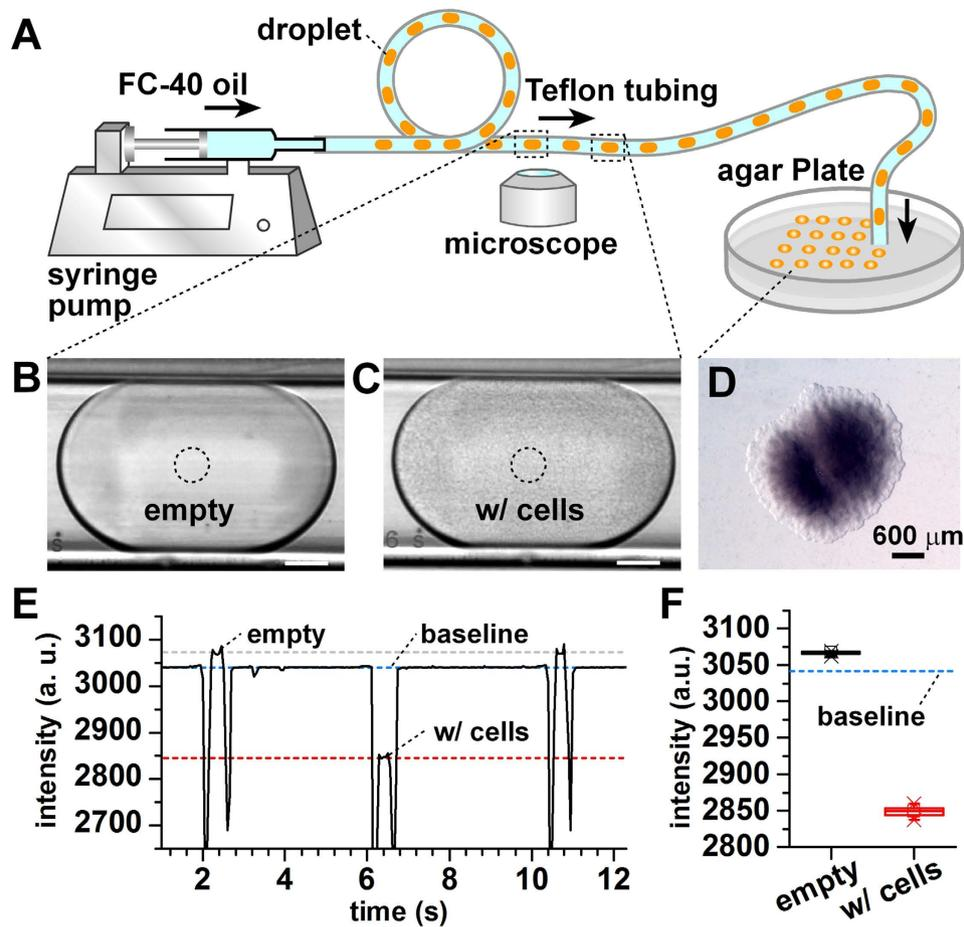 A
droplet
FC-40 oil
Teflon tubing
agar Plate
microscope
syringe
pump
B
empty
C
w/ cells
D
600 μm
E
3100
3000
2900
2800
2700
intensity (a. u.)
empty
baseline
w/ cells
2
4
6
8
10
12
time (s)
F
3100
3050
3000
2950
2900
2850
2800
intensity (a.u.)
baseline
empty
w/ cells